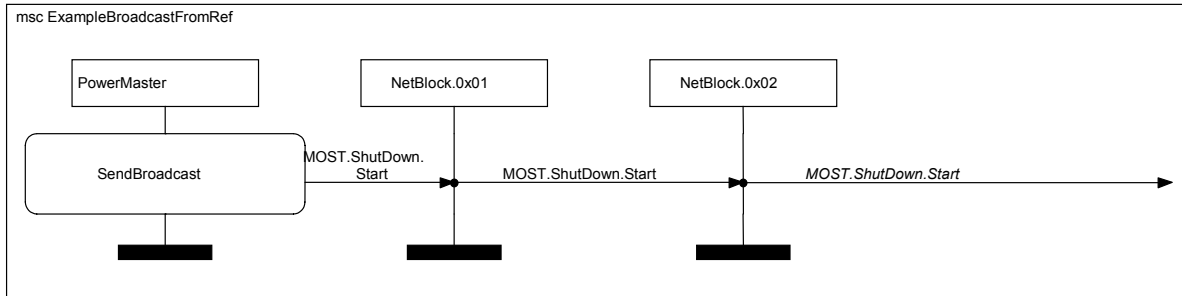 msc ExampleBroadcastFromRef
PowerMaster
NetBlock.0x01
NetBlock.0x02
SendBroadcast
MOST.ShutDown.
Start
MOST.ShutDown.Start
MOST.ShutDown.Start